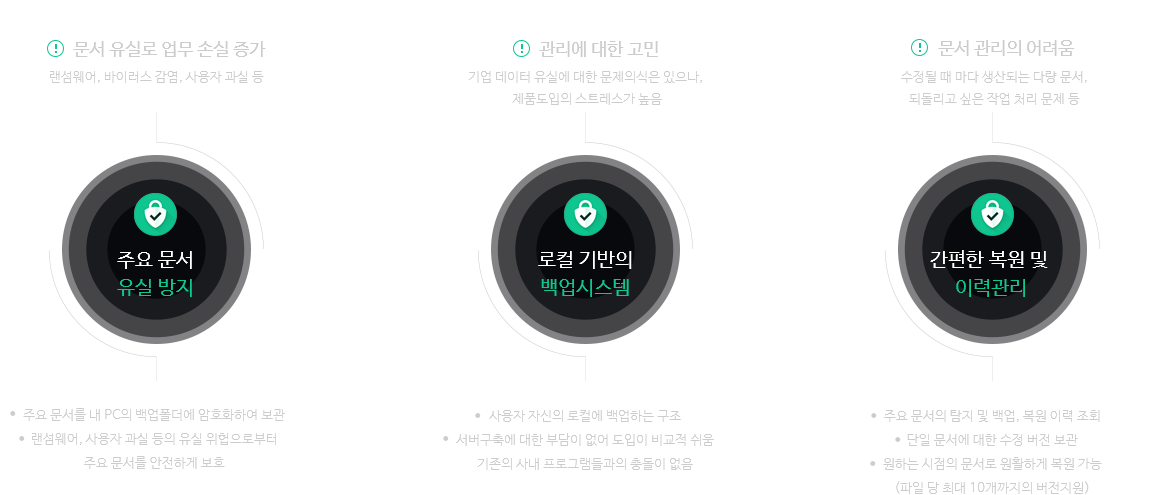 문서 유실로 업무 손실 증가
랜섬웨어, 바이러스 감염, 사용자 과실 등
주요 문서
유실 방지
• 주요 문서를 내 PC의 백업폴더에 암호화하여 보관
• 랜섬웨어, 사용자 과실 등의 유실 위험으로부터
주요 문서를 안전하게 보호
관리에 대한 고민
기업 데이터 유실에 대한 문제의식은 있으나,
제품도입의 스트레스가 높음
로컬 기반의
백업시스템
• 사용자 자신의 로컬에 백업하는 구조
• 서버구축에 대한 부담이 없어 도입이 비교적 쉬움
기존의 사내 프로그램들과의 충돌이 없음
문서 관리의 어려움
수정될 때 마다 생산되는 다량 문서,
되돌리고 싶은 작업 처리 문제 등
간편한 복원 및
이력관리
• 주요 문서의 탐지 및 백업, 복원 이력 조회
• 단일 문서에 대한 수정 버전 보관
• 원하는 시점의 문서로 원활하게 복원 가능
(파일 당 최대 10개까지의 버전지원)